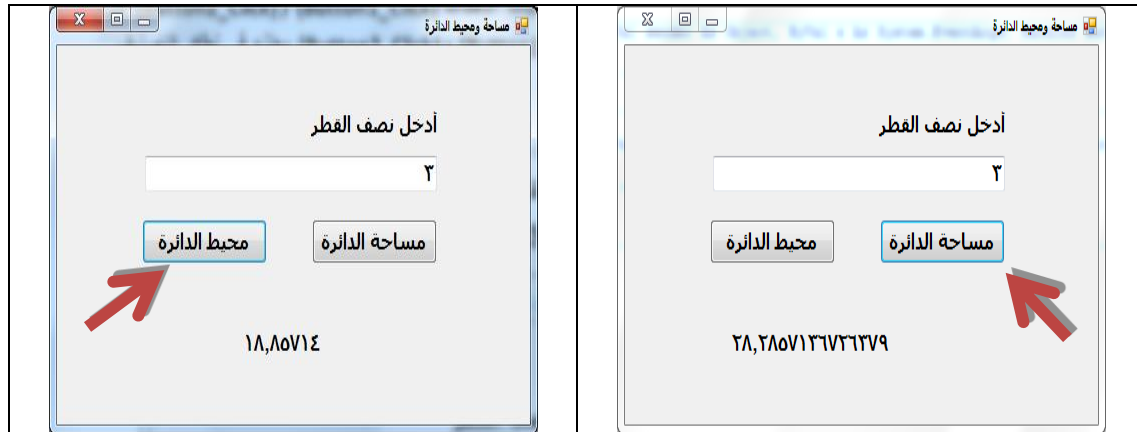 مساحة ومحيط الدائرة
أدخل نصف القطر
٣
مساحة الدائرة
محيط الدائرة
٢٨,٢٨٥٧١٣٦٧٢٦٣٧٩
مساحة ومحيط الدائرة
أدخل نصف القطر
٣
مساحة الدائرة
محيط الدائرة
١٨,٨٥٧١٤